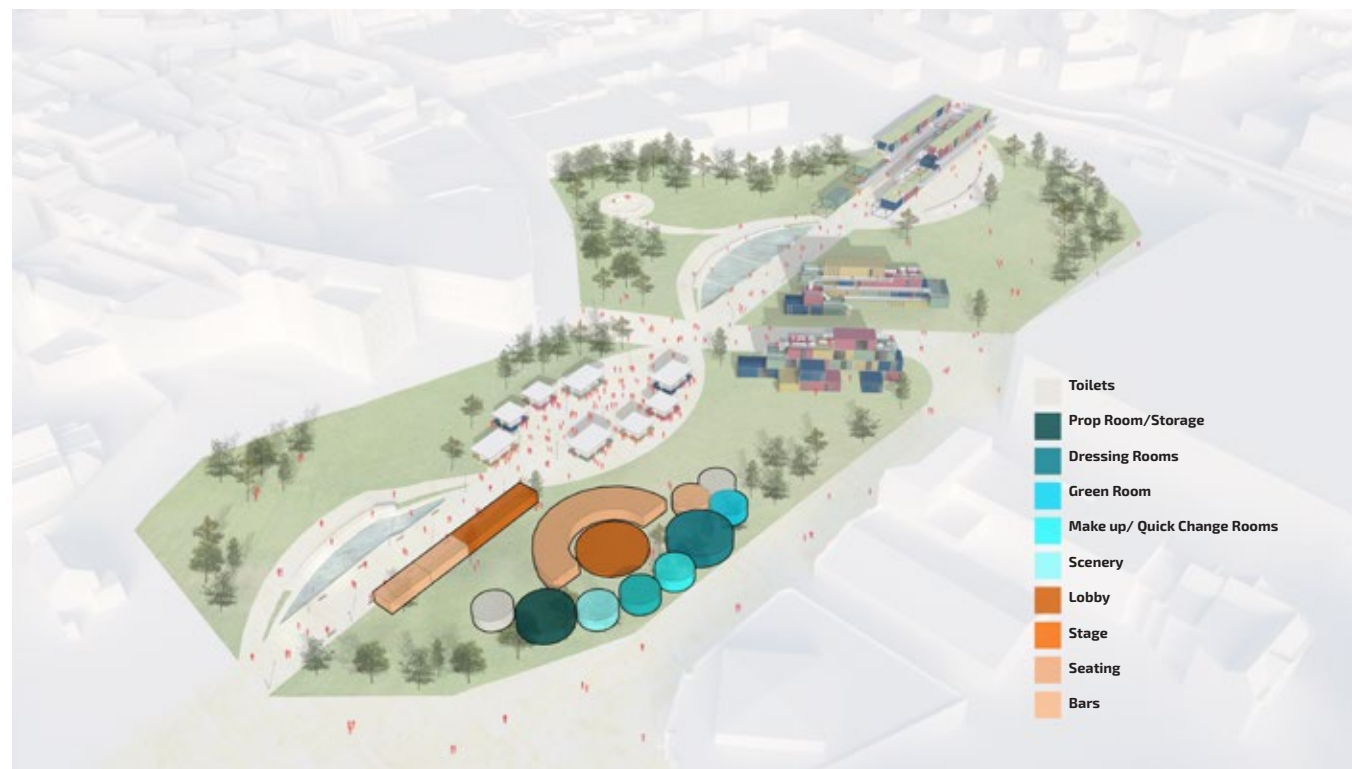 Toilets
Prop Room/Storage
Dressing Rooms
Green Room
Make up/ Quick Change Rooms
Scenery
Lobby
Stage
Seating
Bars